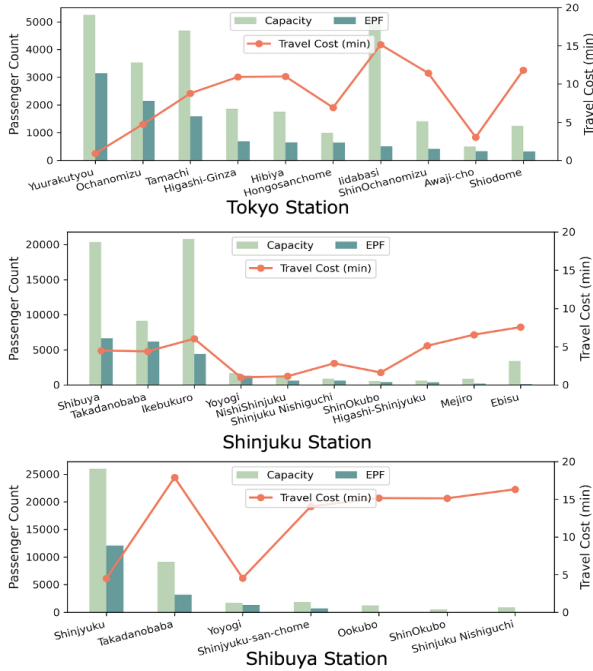 5000
4000
3000
2000
1000
0
Passenger Count
Capacity EPF
Travel Cost (min)
20
15
10
5
0
Travel Cost (min)
Yuurakutyou
Ochanomizu
Tamachi
Higashi-Ginza
Hibiya
Hongosanchome
Iidabasi
ShinOchanomizu
Awaji-cho
Shiodome
Tokyo Station
20000
15000
10000
5000
0
Passenger Count
Capacity EPF
Travel Cost (min)
20
15
10
5
0
Travel Cost (min)
Shibuya
Takadanobaba
Ikebukuro
Yoyogi
NishiShinjuku
Shinjuku Nishiguchi
ShinOkubo
Higashi-Shinjyuku
Mejiro
Ebisu
Shinjuku Station
25000
20000
15000
10000
5000
0
Passenger Count
Capacity EPF
Travel Cost (min)
20
15
10
5
0
Travel Cost (min)
Shinjyuku
Takadanobaba
Yoyogi
Shinjyuku-san-chome
Ookubo
ShinOkubo
Shinjuku Nishiguchi
Shibuya Station